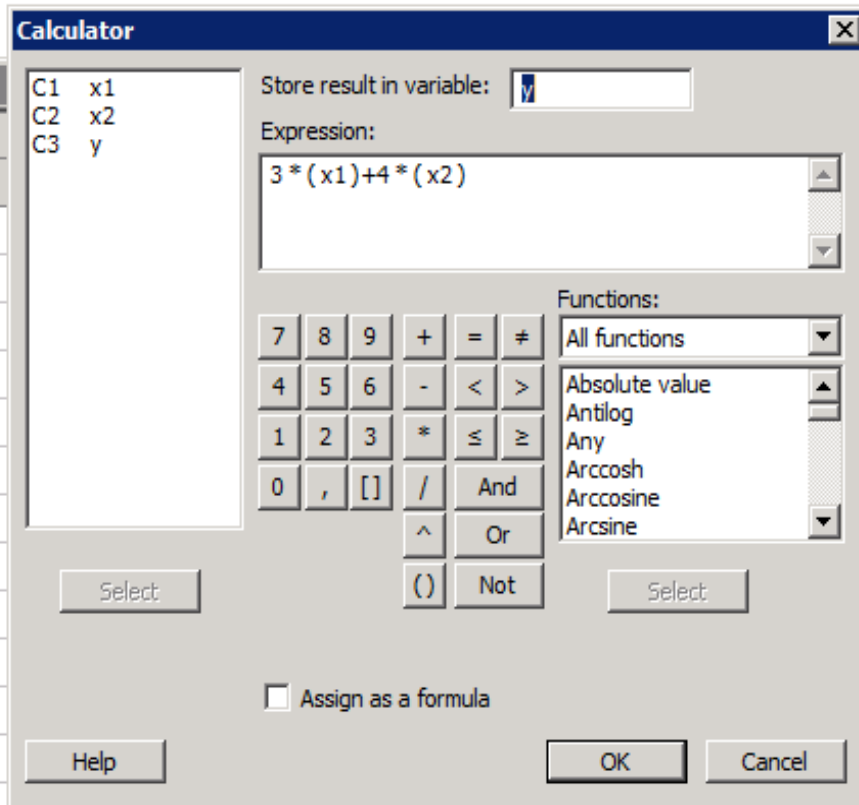 Calculator
C1 x1
C2 x2
C3 y
Store result in variable: y
Expression:
3*(x1)+4*(x2)
Functions:
All functions
7 8 9 + = ≠
4 5 6 - < >
1 2 3 * ≤ ≥
0 , [] / And
^ Or
() Not
Absolute value
Antilog
Any
Arccosh
Arccosine
Arcsine
Select
Select
Assign as a formula
Help
OK
Cancel